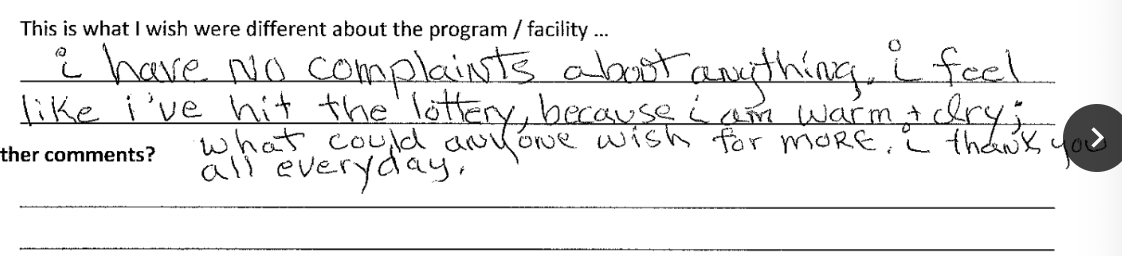 This is what I wish were different about the program / facility ...
i have NO complaints about anything. i feel
like i've hit the lottery, because i am warm + dry;
ther comments? what could anyone wish for more. i thank you
all everyday.